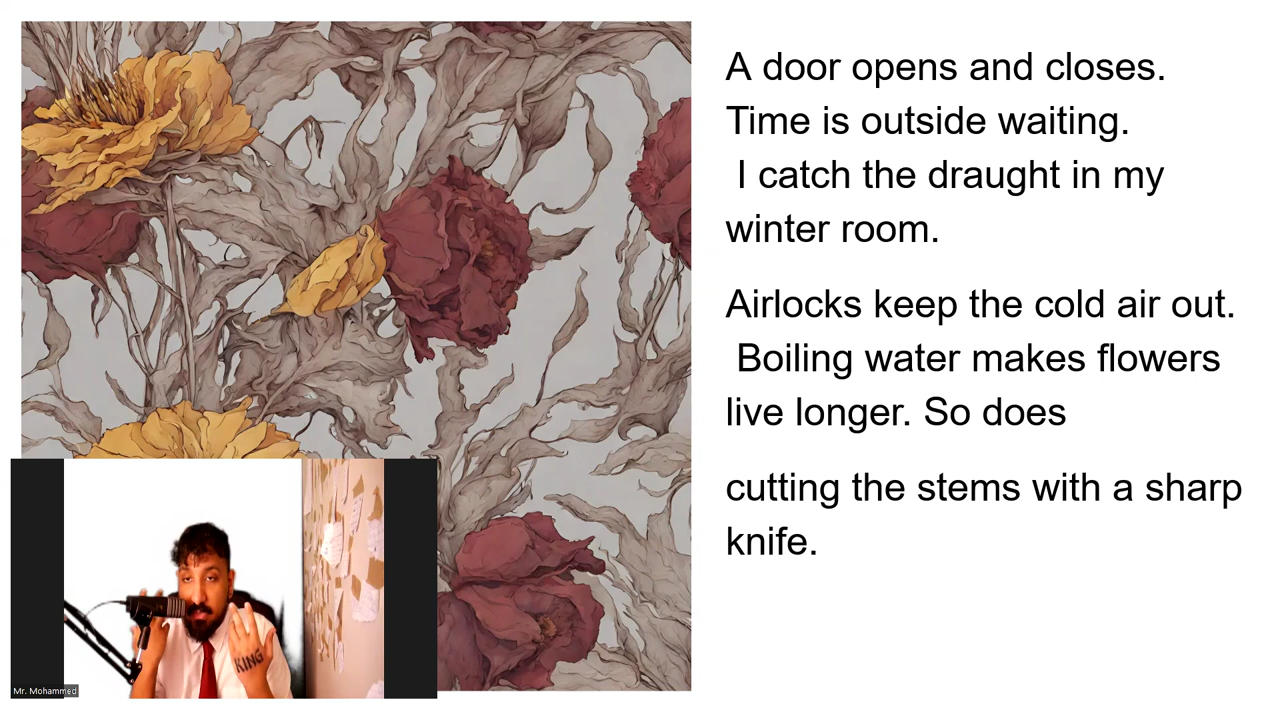 A door opens and closes.
Time is outside waiting.
I catch the draught in my
winter room.
Airlocks keep the cold air out.
Boiling water makes flowers
live longer. So does
cutting the stems with a sharp
knife.
KING
Mr. Mohammed